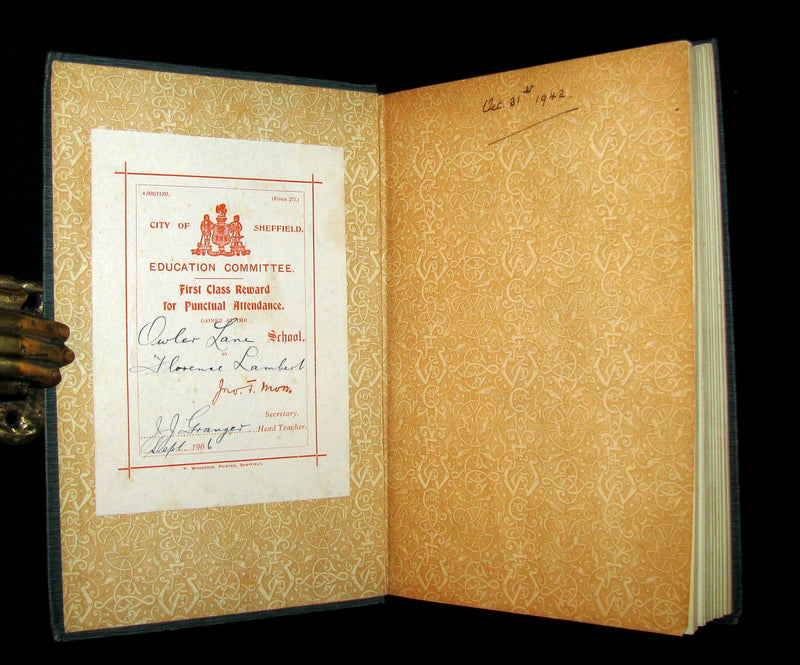 4,000/11/05.
(Form 277.)
CITY OF SHEFFIELD.
EDUCATION COMMITTEE.
First Class Reward
for Punctual Attendance.
GAINED AT THE
Owler Lane School,
BY
Florence Lambert
Jno. F. Moss
Secretary.
J J Granger Head Teacher.
Sept. 1906
T. Widdison, Printer, Sheffield.
Oct. 31st 1942